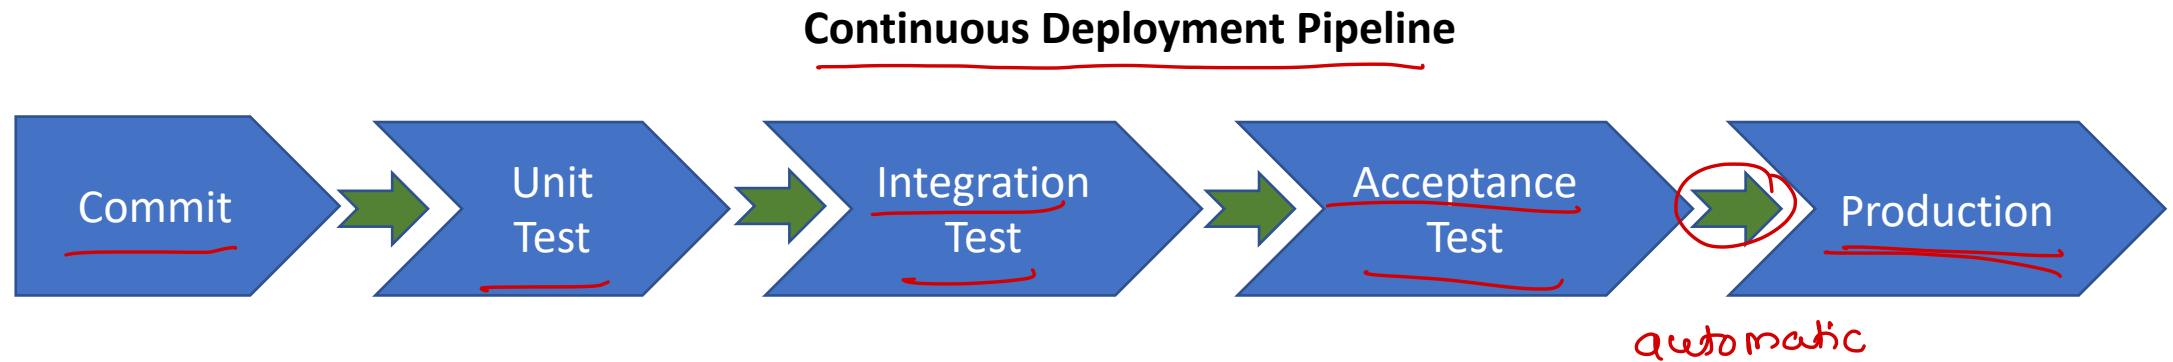 Continuous Deployment Pipeline
Commit
Unit
Test
Integration
Test
Acceptance
Test
Production
automatic